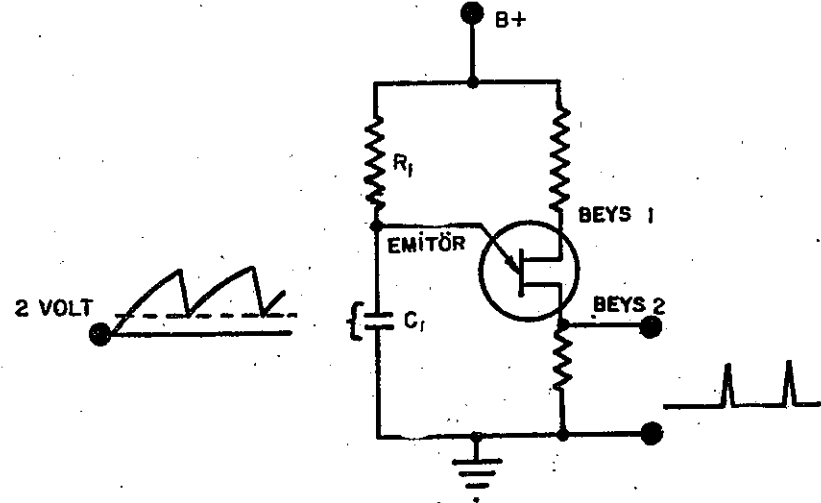 B+
R₁
BEYS 1
EMİTÖR
2 VOLT
BEYS 2
C₁